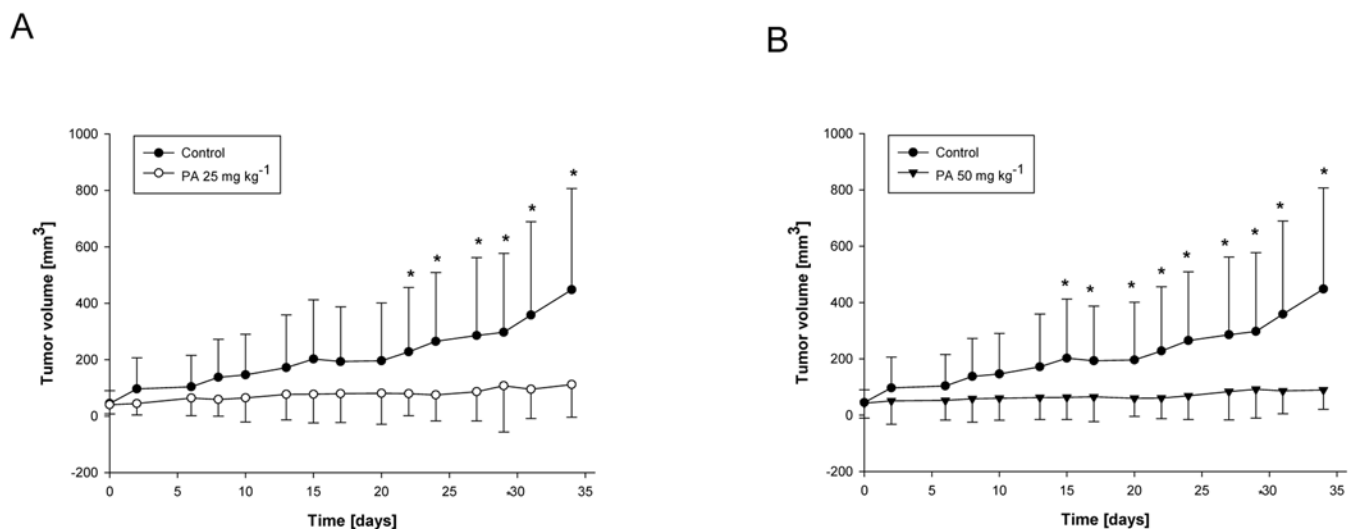 A
B
Tumor volume [mm³]
1000
800
600
400
200
0
-200
Control
PA 25 mg kg⁻¹
* * * * * *
0 5 10 15 20 25 30 35
Time [days]
Tumor volume [mm³]
1000
800
600
400
200
0
-200
Control
PA 50 mg kg⁻¹
* * * * * * * * *
0 5 10 15 20 25 30 35
Time [days]